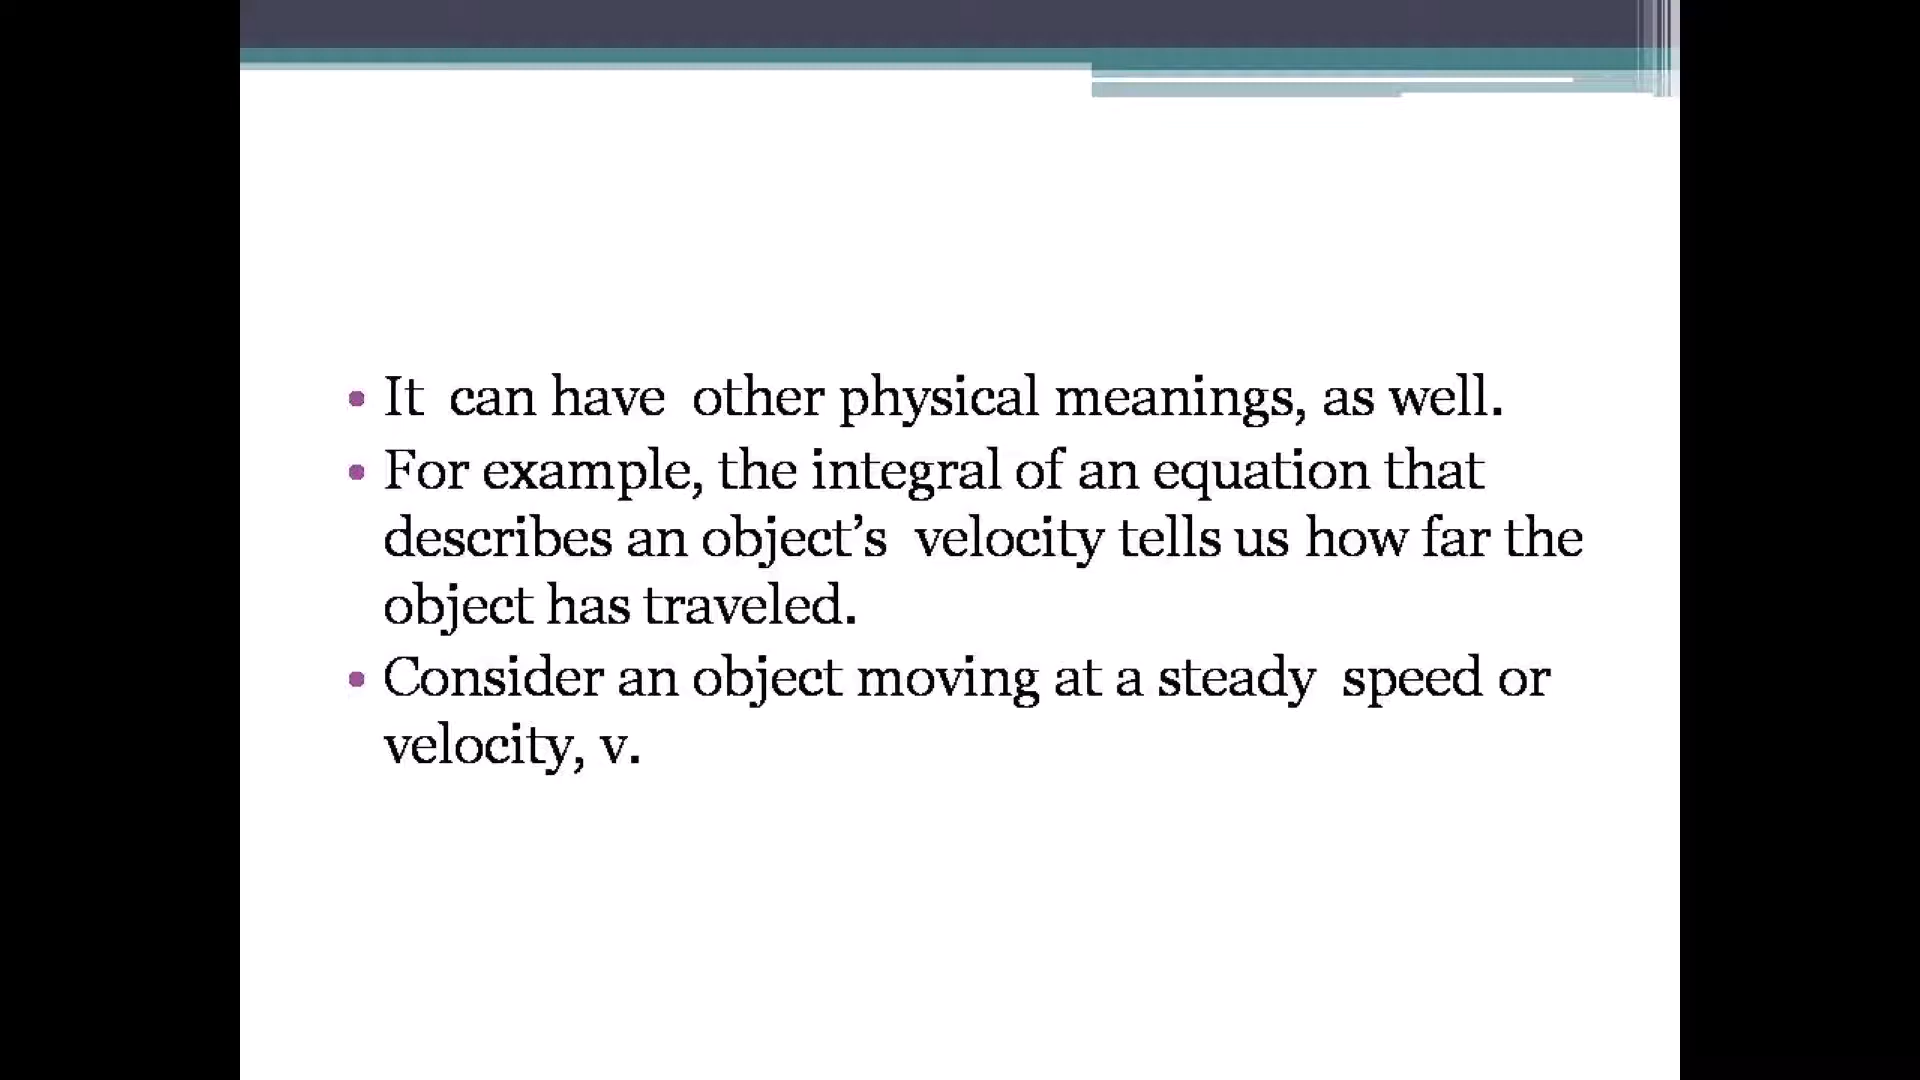 • It can have other physical meanings, as well.
• For example, the integral of an equation that
describes an object’s velocity tells us how far the
object has traveled.
• Consider an object moving at a steady speed or
velocity, v.